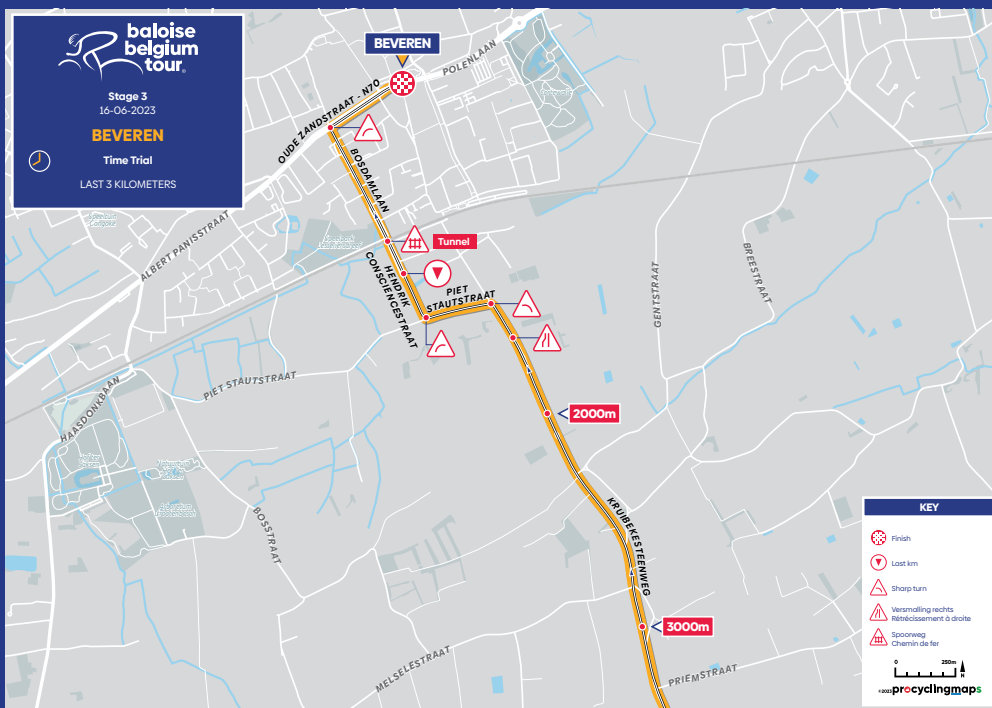 baloise
belgium
tour
Stage 3
16-06-2023
BEVEREN
Time Trial
LAST 3 KILOMETERS
BEVEREN
POLENLAAN
OUDE ZANDSTRAAT - N70
BOSDAMLAAN
ALBERT PANISSTRAAT
Tunnel
HENDRIK
CONSCIENCESTRAAT
PIET
STAUTSTRAAT
GENTSTRAAT
BREESTRAAT
PIET STAUTSTRAAT
HAASDONKBAAN
2000m
BOSSTRAAT
KRUIBEKESTEENWEG
3000m
MELSELESTRAAT
PRIEMSTRAAT
KEY
Finish
Last km
Sharp turn
Versmalling rechts
Rétrécissement à droite
Spoorweg
Chemin de fer
0 250m
N
©2023 procyclingmaps